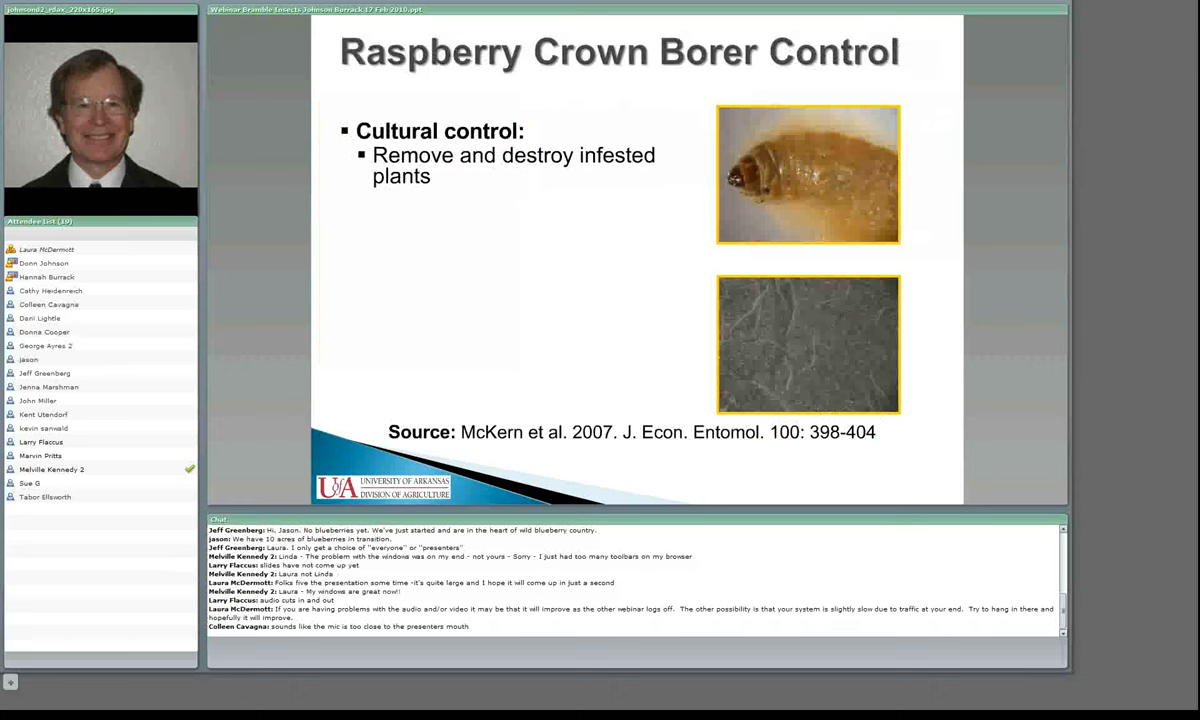 johnsond2_rdax_220x165.jpg
Webinar Bramble Insects Johnson Burrack 17 Feb 2010.ppt
Raspberry Crown Borer Control
▪ Cultural control:
▪ Remove and destroy infested
plants
Source: McKern et al. 2007. J. Econ. Entomol. 100: 398-404
UofA UNIVERSITY OF ARKANSAS
DIVISION OF AGRICULTURE
Attendee List (19)
Laura McDermott
Donn Johnson
Hannah Burrack
Cathy Heidenreich
Colleen Cavagna
Dani Lightle
Donna Cooper
George Ayres 2
jason
Jeff Greenberg
Jenna Marshman
John Miller
Kent Utendorf
kevin sanwald
Larry Flaccus
Marvin Pritts
Melville Kennedy 2
Sue G
Tabor Ellsworth
Chat
Jeff Greenberg: Hi, Jason. No blueberries yet. We've just started and are in the heart of wild blueberry country.
jason: We have 10 acres of blueberries in transition.
Jeff Greenberg: Laura. I only get a choice of "everyone" or "presenters"
Melville Kennedy 2: Linda - The problem with the windows was on my end - not yours - Sorry - I just had too many toolbars on my browser
Larry Flaccus: slides have not come up yet
Melville Kennedy 2: Laura not Linda
Laura McDermott: Folks five the presentation some time -it's quite large and I hope it will come up in just a second
Melville Kennedy 2: Laura - My windows are great now!!
Larry Flaccus: audio cuts in and out
Laura McDermott: If you are having problems with the audio and/or video it may be that it will improve as the other webinar logs off. The other possibility is that your system is slightly slow due to traffic at your end. Try to hang in there and
hopefully it will improve.
Colleen Cavagna: sounds like the mic is too close to the presenters mouth